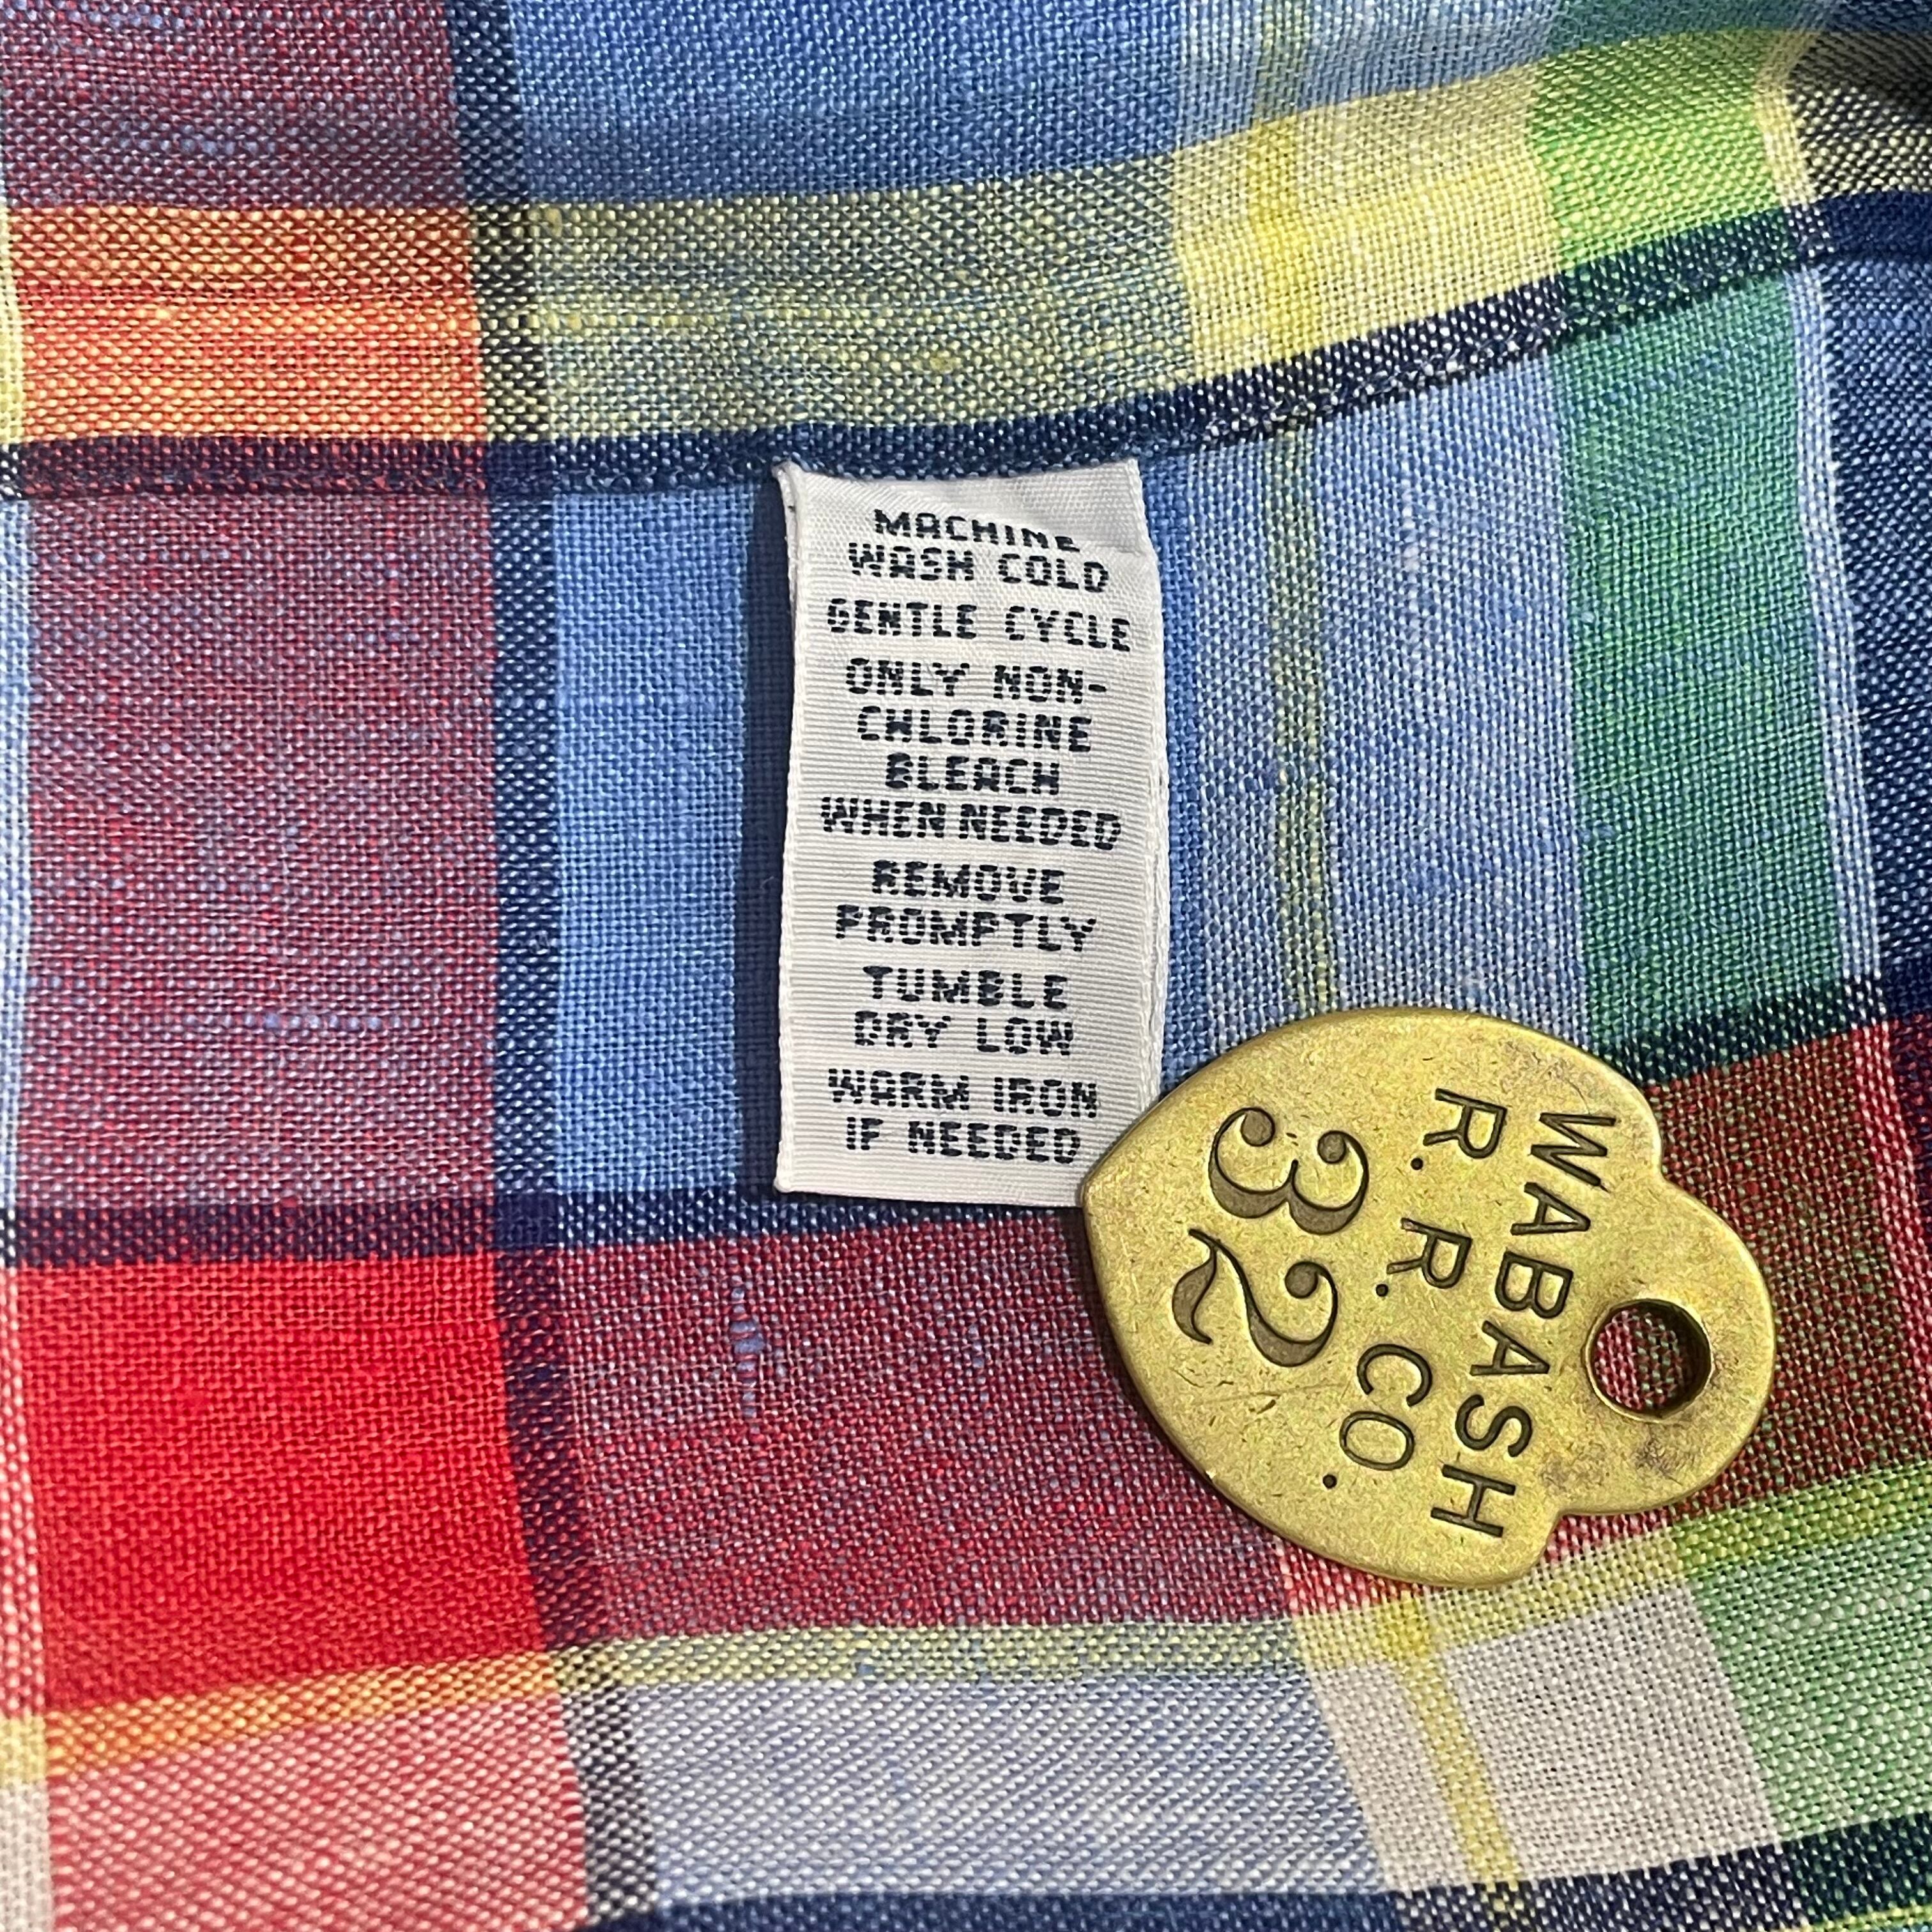 MACHINE
WASH COLD
GENTLE CYCLE
ONLY NON-
CHLORINE
BLEACH
WHEN NEEDED
REMOVE
PROMPTLY
TUMBLE
DRY LOW
WARM IRON
IF NEEDED
WABASH
R. R. CO.
32